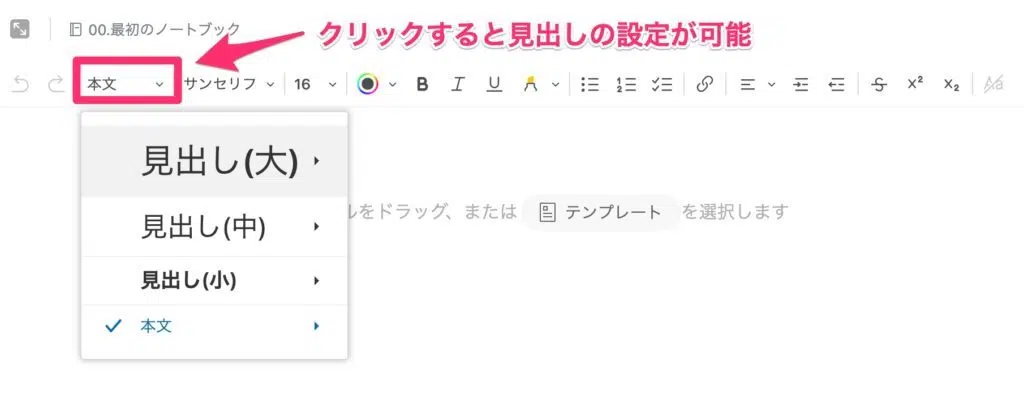 00.最初のノートブック
クリックすると見出しの設定が可能
本文 サンセリフ 16 B I U A X² X₂ Aa
見出し(大)
ルをドラッグ、または テンプレート を選択します
見出し(中)
見出し(小)
本文